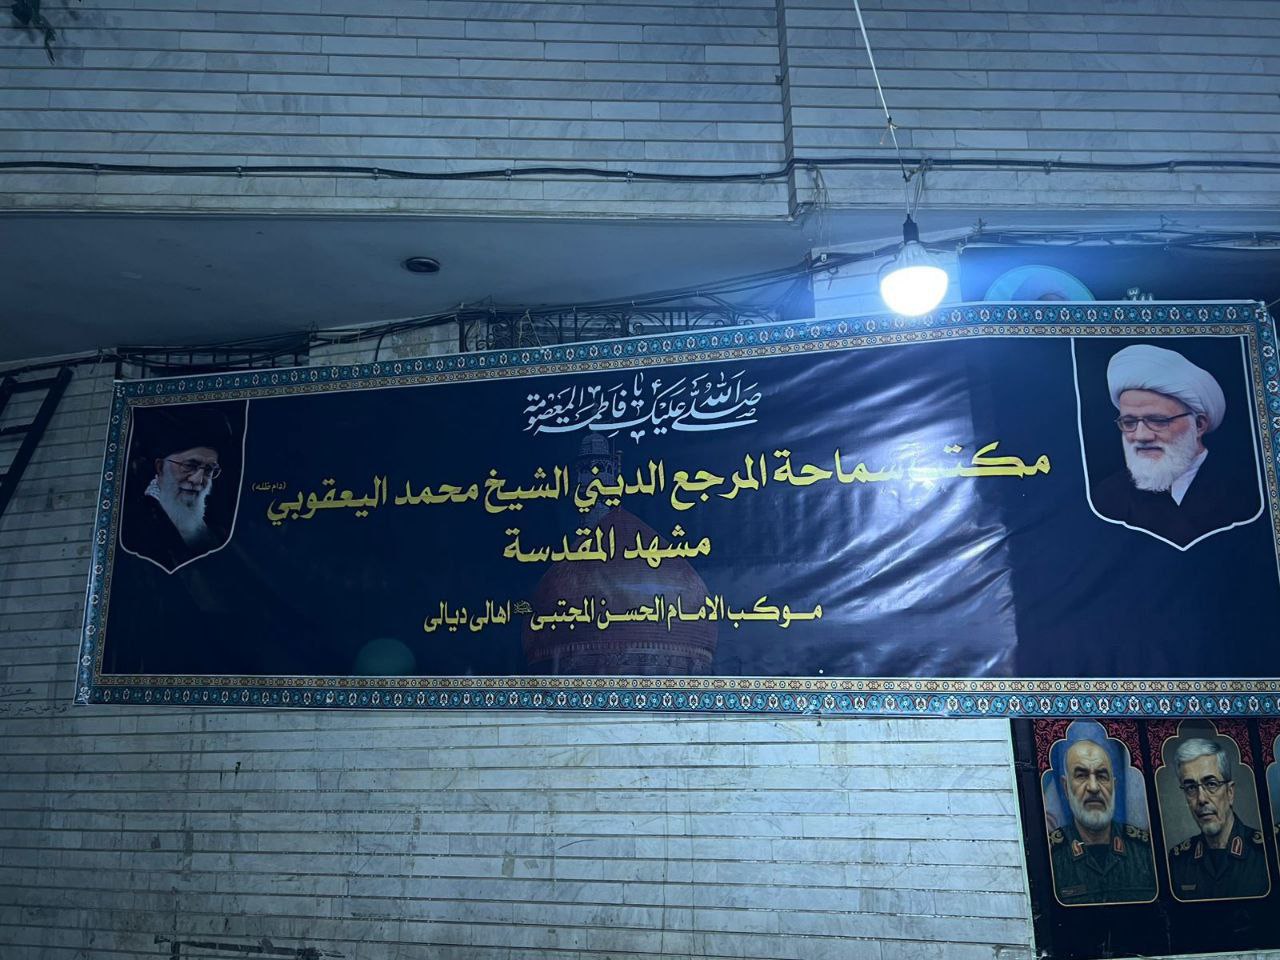 صلى الله عليك يا فاطمة المعصومة
مكتب سماحة المرجع الديني الشيخ محمد اليعقوبي (دام ظله)
مشهد المقدسة
موكب الامام الحسن المجتبى اهالى ديالى